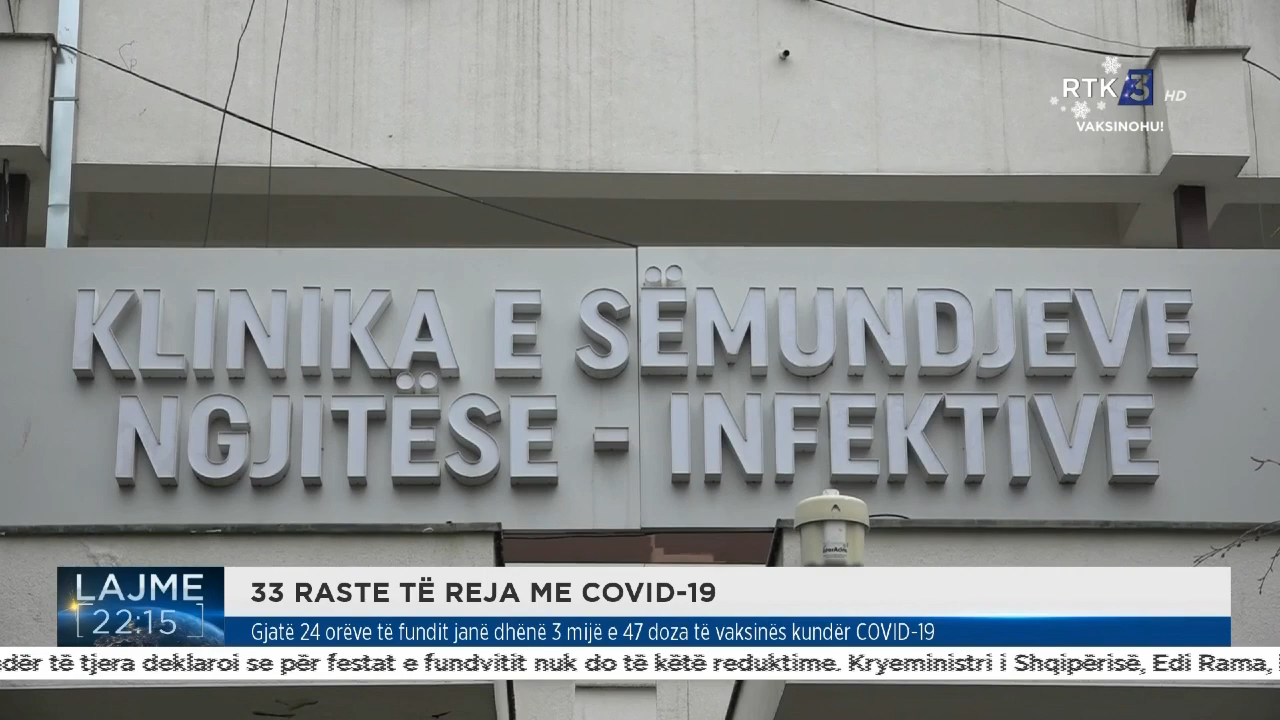 RTK 3 HD
VAKSINOHU!
KLINIKA E SËMUNDJEVE
NGJITËSE - INFEKTIVE
LAJME
22:15
33 RASTE TË REJA ME COVID-19
Gjatë 24 orëve të fundit janë dhënë 3 mijë e 47 doza të vaksinës kundër COVID-19
të tjera deklaroi se për festat e fundvitit nuk do të këtë reduktime. Kryeministri i Shqipërisë, Edi Rama,